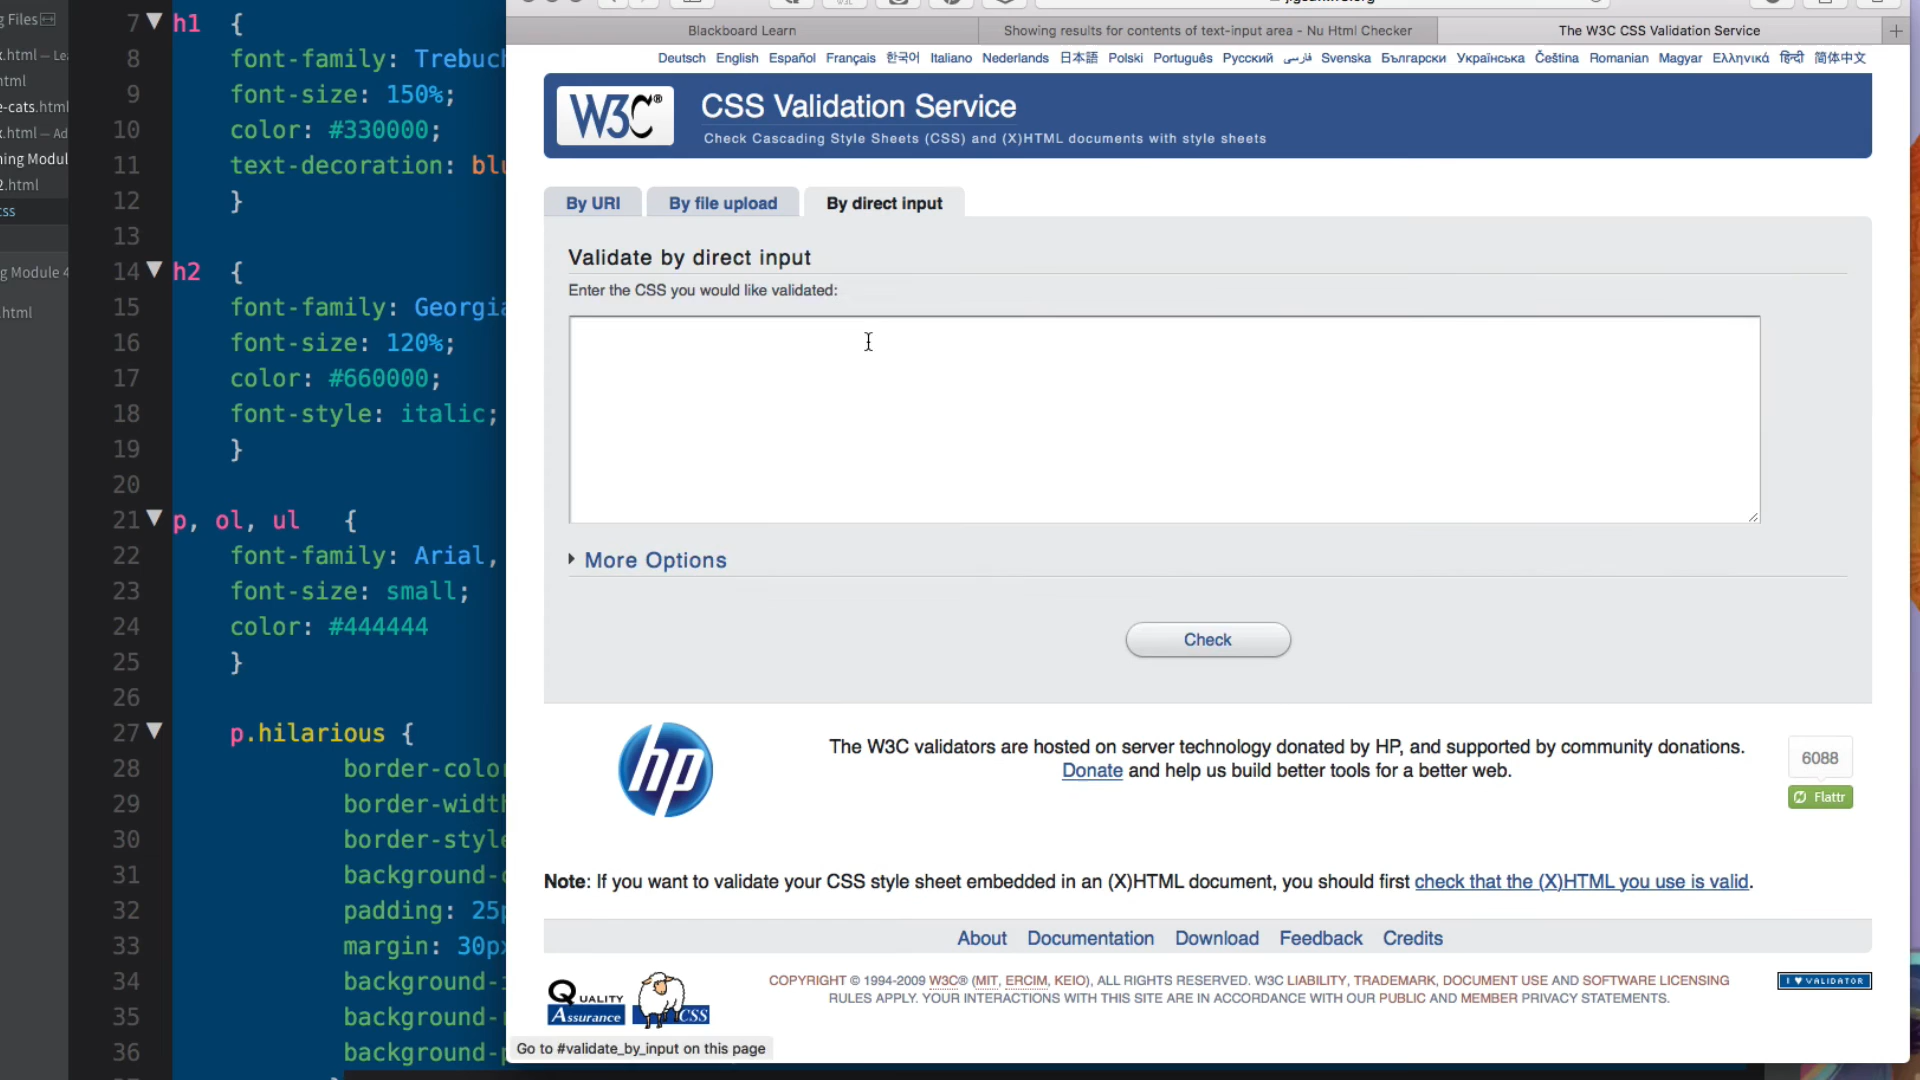 g Files
x.html – Lea
tml
e-cats.html
x.html – Ad
ning Modul
2.html
ss
g Module 4
.html
7 h1 {
8 font-family: Trebuch
9 font-size: 150%;
10 color: #330000;
11 text-decoration: blu
12 }
13
14 h2 {
15 font-family: Georgia
16 font-size: 120%;
17 color: #660000;
18 font-style: italic;
19 }
20
21 p, ol, ul {
22 font-family: Arial,
23 font-size: small;
24 color: #444444
25 }
26
27 p.hilarious {
28 border-color
29 border-width
30 border-style
31 background-c
32 padding: 25p
33 margin: 30px
34 background-i
35 background-r
36 background-p
Blackboard Learn
Showing results for contents of text-input area - Nu Html Checker
The W3C CSS Validation Service
Deutsch English Español Français 한국어 Italiano Nederlands 日本語 Polski Português Русский فارسی Svenska Български Українська Čeština Romanian Magyar Ελληνικά हिन्दी 简体中文
W3C®
CSS Validation Service
Check Cascading Style Sheets (CSS) and (X)HTML documents with style sheets
By URI By file upload By direct input
Validate by direct input
Enter the CSS you would like validated:
More Options
Check
hp
The W3C validators are hosted on server technology donated by HP, and supported by community donations.
Donate and help us build better tools for a better web.
6088
Flattr
Note: If you want to validate your CSS style sheet embedded in an (X)HTML document, you should first check that the (X)HTML you use is valid.
About Documentation Download Feedback Credits
QUALITY
Assurance
CSS
COPYRIGHT © 1994-2009 W3C® (MIT, ERCIM, KEIO), ALL RIGHTS RESERVED. W3C LIABILITY, TRADEMARK, DOCUMENT USE AND SOFTWARE LICENSING
RULES APPLY. YOUR INTERACTIONS WITH THIS SITE ARE IN ACCORDANCE WITH OUR PUBLIC AND MEMBER PRIVACY STATEMENTS.
I ♥ VALIDATOR
Go to #validate_by_input on this page